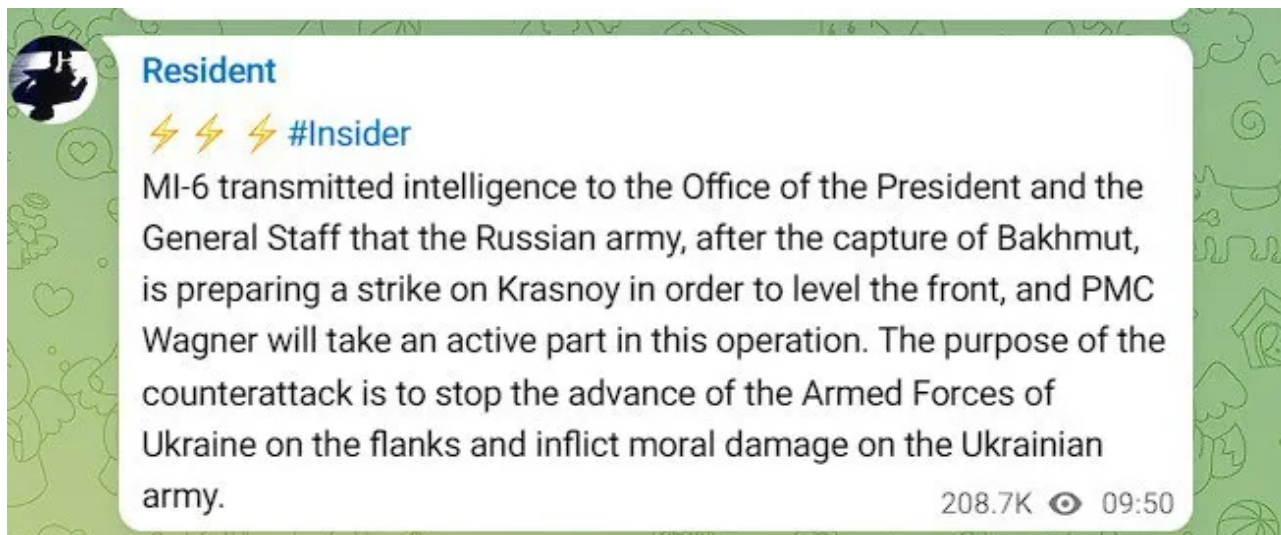 Resident
⚡⚡ ⚡#Insider
MI-6 transmitted intelligence to the Office of the President and the
General Staff that the Russian army, after the capture of Bakhmut,
is preparing a strike on Krasnoy in order to level the front, and PMC
Wagner will take an active part in this operation. The purpose of the
counterattack is to stop the advance of the Armed Forces of
Ukraine on the flanks and inflict moral damage on the Ukrainian
army.
208.7K 09:50